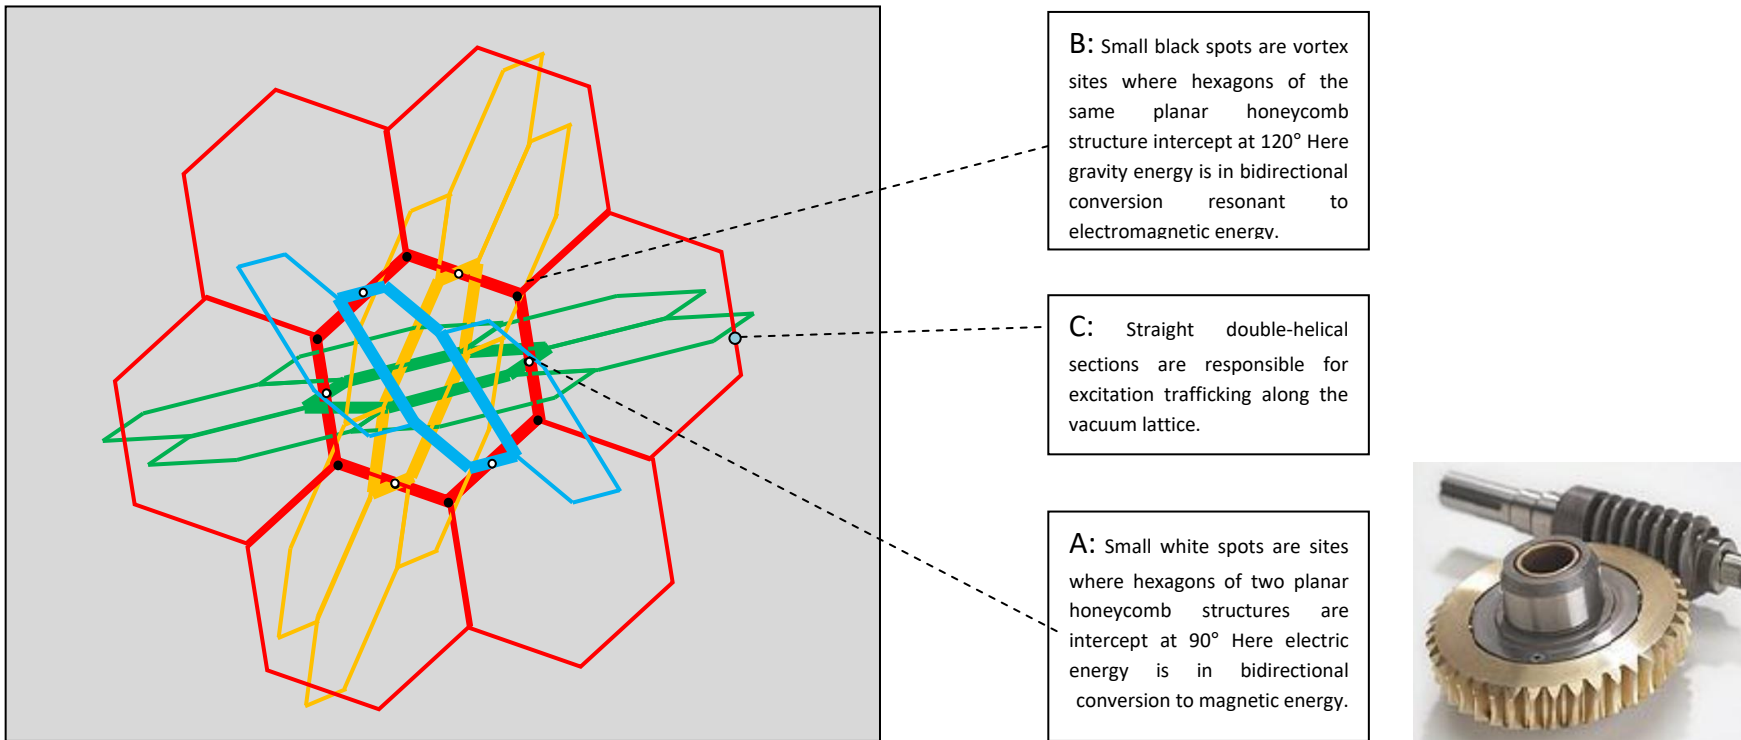 B: Small black spots are vortex
sites where hexagons of the
same planar honeycomb
structure intercept at 120° Here
gravity energy is in bidirectional
conversion resonant to
electromagnetic energy.
C: Straight double-helical
sections are responsible for
excitation trafficking along the
vacuum lattice.
A: Small white spots are sites
where hexagons of two planar
honeycomb structures are
intercept at 90° Here electric
energy is in bidirectional
conversion to magnetic energy.